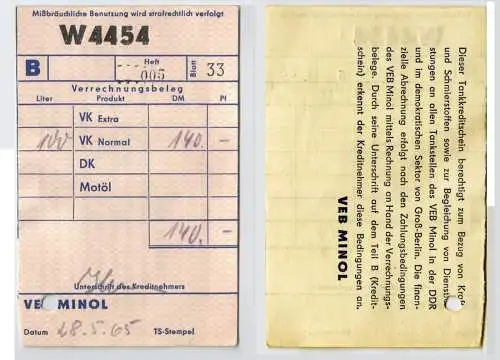 Mißbräuchliche Benutzung wird strafrechtlich verfolgt
W4454
B Heft 005 Blatt 33
Verrechnungsbeleg
Liter Produkt DM Pf
VK Extra
100 VK Normal 140. –
DK
Motöl
140. –
Unterschrift des Kreditnehmers
VEB MINOL
Datum 28.5.65 TS-Stempel
Dieser Tankkreditschein berechtigt zum Bezug von Kraft-
und Schmierstoffen sowie zur Begleichung von Dienstlei-
stungen an allen Tankstellen des VEB Minol in der DDR
und im demokratischen Sektor von Groß-Berlin. Die finan-
zielle Abrechnung erfolgt nach den Zahlungsbedingungen
des VEB Minol mittels Rechnung an Hand der Verrechnungs-
belege. Durch seine Unterschrift auf dem Teil B (Kredit-
schein) erkennt der Kreditnehmer diese Bedingungen an.
VEB MINOL